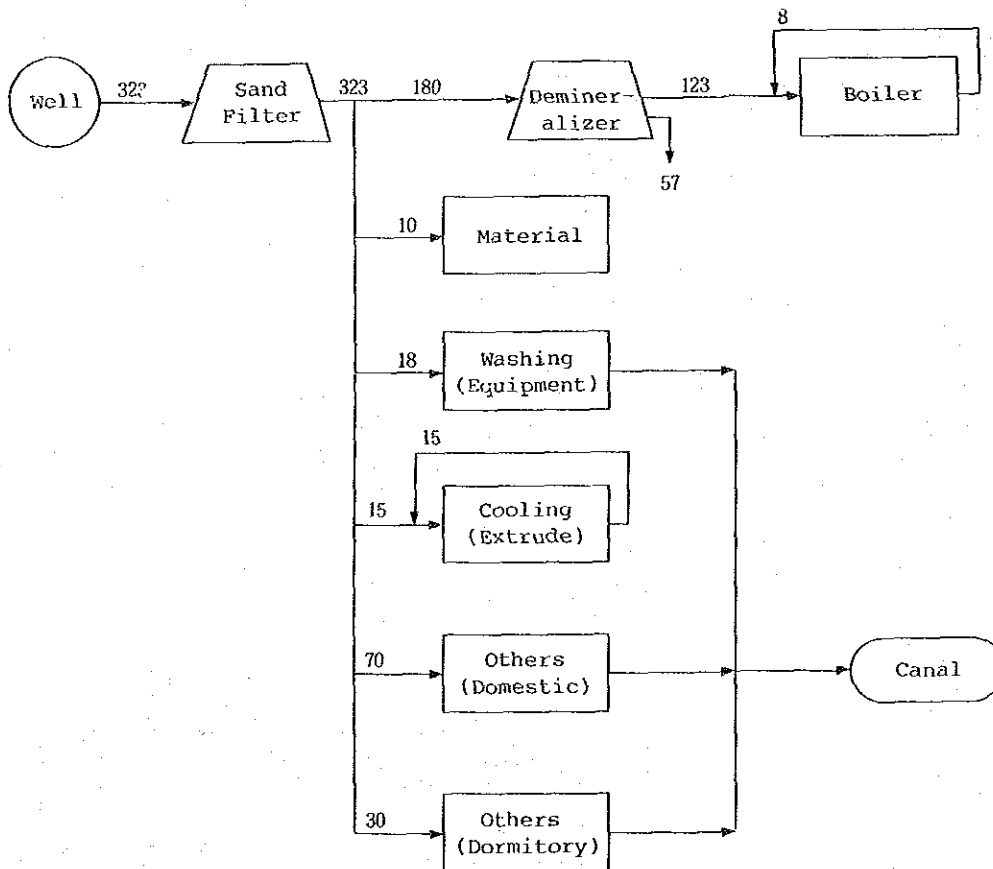 8
Well
32?
Sand
Filter
323
180
Deminer-
alizer
123
Boiler
57
10
Material
18
Washing
(Equipment)
15
15
Cooling
(Extrude)
70
Others
(Domestic)
Canal
30
Others
(Dormitory)